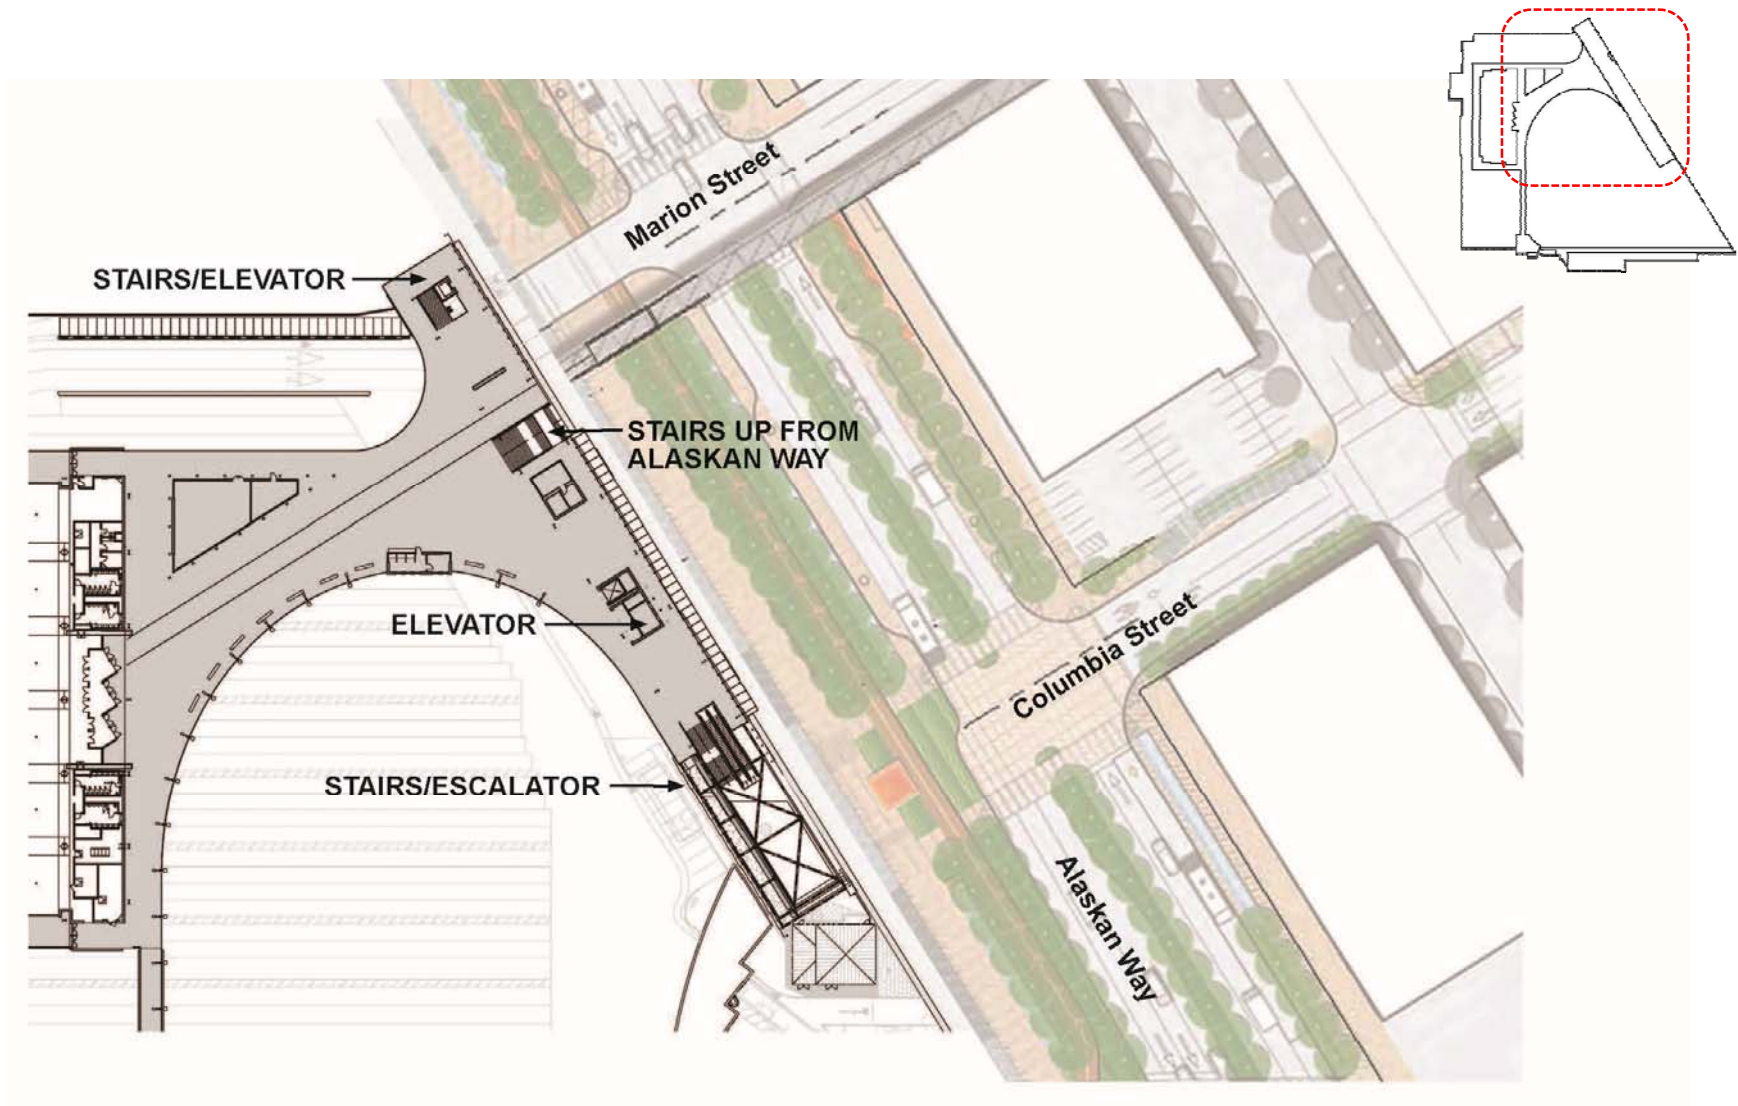 Marion Street
STAIRS/ELEVATOR
STAIRS UP FROM
ALASKAN WAY
ELEVATOR
Columbia Street
STAIRS/ESCALATOR
Alaskan Way